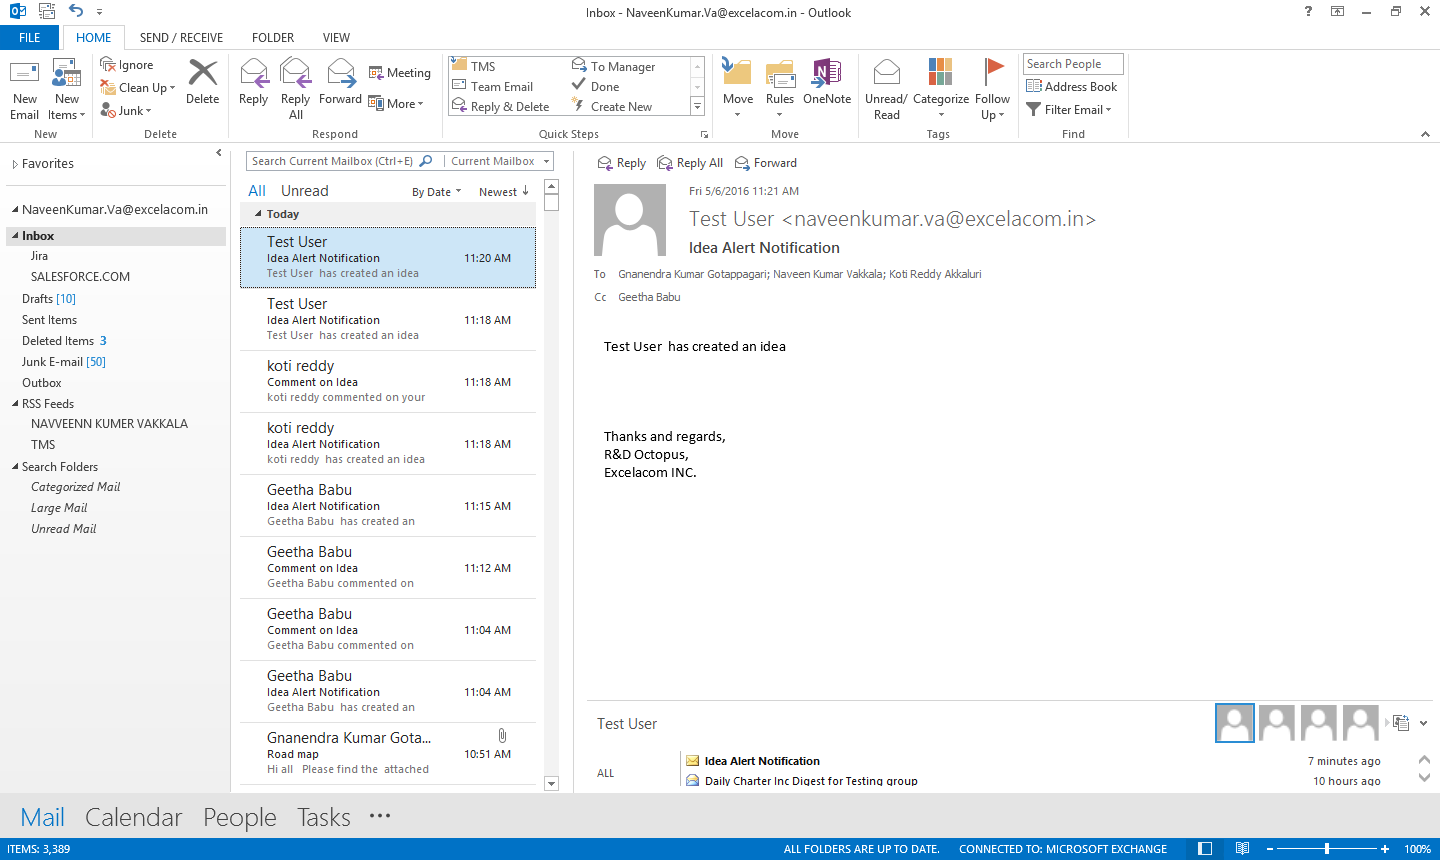 Inbox - NaveenKumar.Va@excelacom.in - Outlook
FILE HOME SEND / RECEIVE FOLDER VIEW
New Email
New Items
New
Ignore
Clean Up
Junk
Delete
Delete
Reply
Reply All
Forward
Meeting
More
Respond
TMS
Team Email
Reply & Delete
To Manager
Done
Create New
Quick Steps
Move
Rules
OneNote
Move
Unread/ Read
Categorize
Follow Up
Tags
Search People
Address Book
Filter Email
Find
Favorites
NaveenKumar.Va@excelacom.in
Inbox
Jira
SALESFORCE.COM
Drafts [10]
Sent Items
Deleted Items 3
Junk E-mail [50]
Outbox
RSS Feeds
NAVVEENN KUMER VAKKALA
TMS
Search Folders
Categorized Mail
Large Mail
Unread Mail
Search Current Mailbox (Ctrl+E) Current Mailbox
All Unread By Date Newest
Today
Test User
Idea Alert Notification 11:20 AM
Test User has created an idea
Test User
Idea Alert Notification 11:18 AM
Test User has created an idea
koti reddy
Comment on Idea 11:18 AM
koti reddy commented on your
koti reddy
Idea Alert Notification 11:18 AM
koti reddy has created an idea
Geetha Babu
Idea Alert Notification 11:15 AM
Geetha Babu has created an
Geetha Babu
Comment on Idea 11:12 AM
Geetha Babu commented on
Geetha Babu
Comment on Idea 11:04 AM
Geetha Babu commented on
Geetha Babu
Idea Alert Notification 11:04 AM
Geetha Babu has created an
Gnanendra Kumar Gota...
Road map 10:51 AM
Hi all Please find the attached
Reply Reply All Forward
Fri 5/6/2016 11:21 AM
Test User <naveenkumar.va@excelacom.in>
Idea Alert Notification
To Gnanendra Kumar Gotappagari; Naveen Kumar Vakkala; Koti Reddy Akkaluri
Cc Geetha Babu
Test User has created an idea
Thanks and regards,
R&D Octopus,
Excelacom INC.
Test User
ALL
Idea Alert Notification 7 minutes ago
Daily Charter Inc Digest for Testing group 10 hours ago
Mail Calendar People Tasks ...
ITEMS: 3,389 ALL FOLDERS ARE UP TO DATE. CONNECTED TO: MICROSOFT EXCHANGE 100%